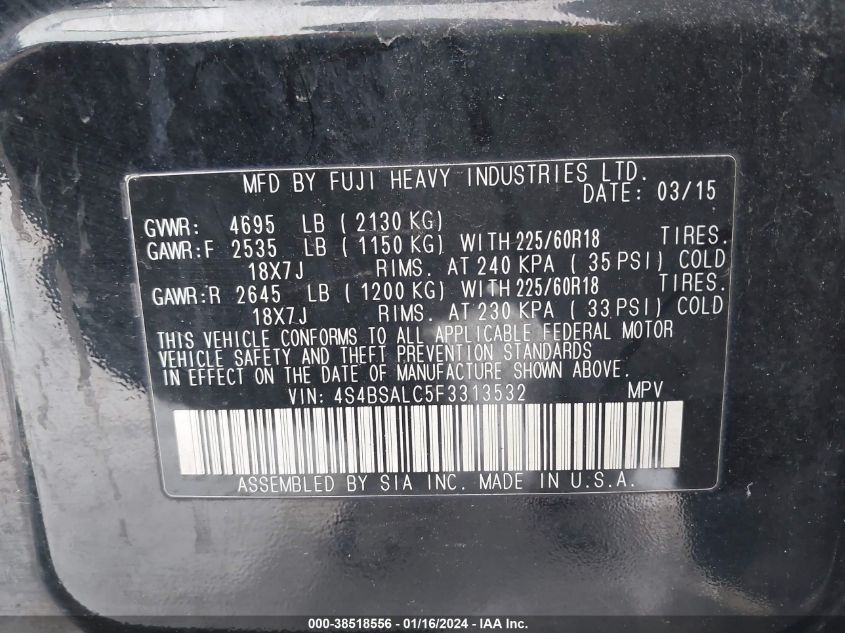 MFD BY FUJI HEAVY INDUSTRIES LTD.
DATE: 03/15
GVWR: 4695 LB ( 2130 KG)
GAWR:F 2535 LB ( 1150 KG) WITH 225/60R18 TIRES.
18X7J RIMS. AT 240 KPA ( 35 PSI) COLD
GAWR:R 2645 LB ( 1200 KG) WITH 225/60R18 TIRES.
18X7J RIMS. AT 230 KPA ( 33 PSI) COLD
THIS VEHICLE CONFORMS TO ALL APPLICABLE FEDERAL MOTOR
VEHICLE SAFETY AND THEFT PREVENTION STANDARDS
IN EFFECT ON THE DATE OF MANUFACTURE SHOWN ABOVE.
VIN: 4S4BSALC5F3313532 MPV
ASSEMBLED BY SIA INC. MADE IN U.S.A.
000-38518556 - 01/16/2024 - IAA, Inc.